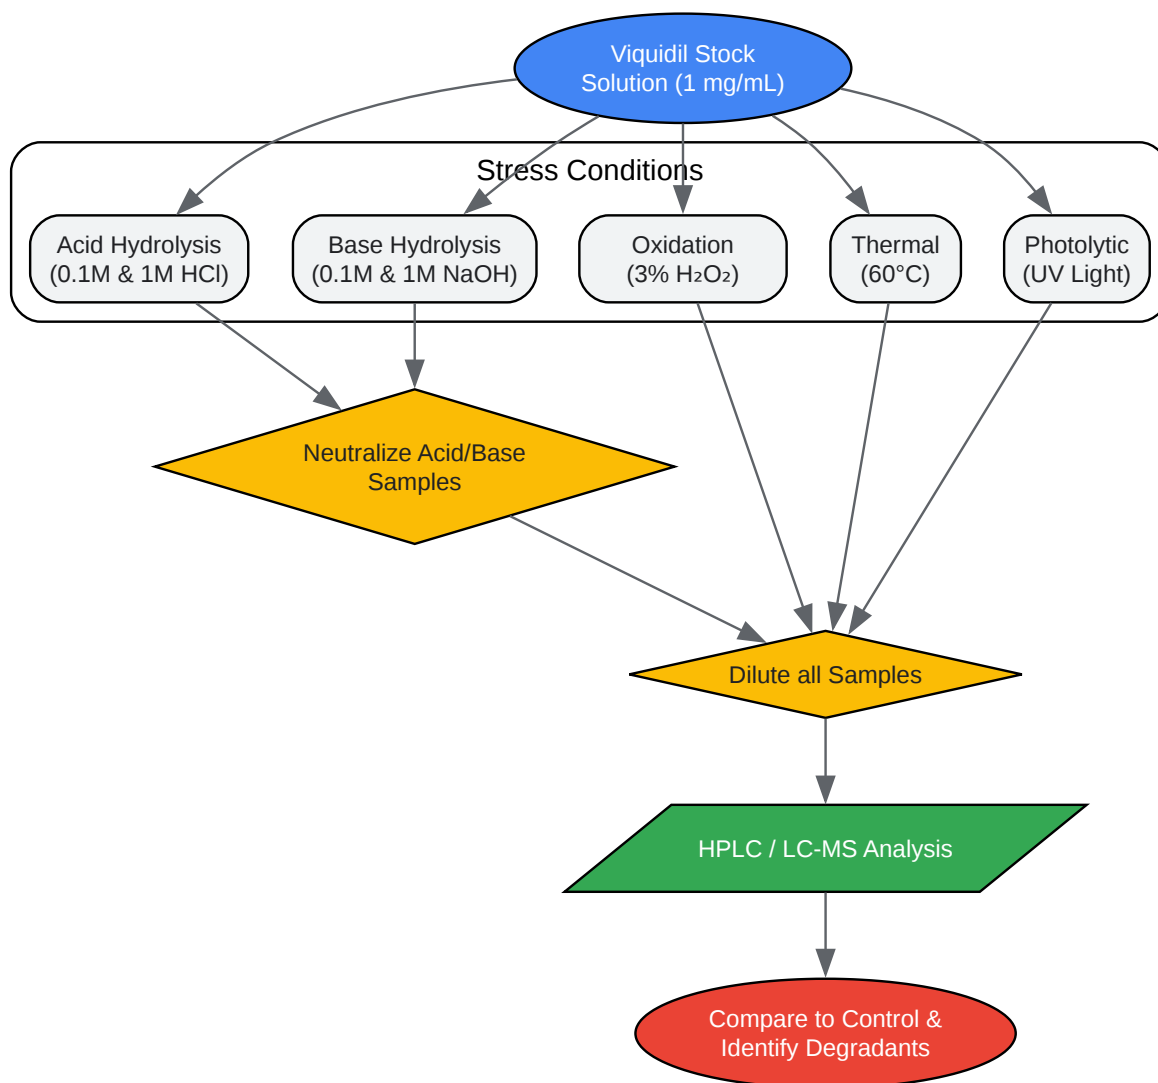 Viquidil Stock
Solution (1 mg/mL)
Stress Conditions
Acid Hydrolysis
(0.1M & 1M HCl)
Base Hydrolysis
(0.1M & 1M NaOH)
Oxidation
(3% H₂O₂)
Thermal
(60°C)
Photolytic
(UV Light)
Neutralize Acid/Base
Samples
Dilute all Samples
HPLC / LC-MS Analysis
Compare to Control &
Identify Degradants